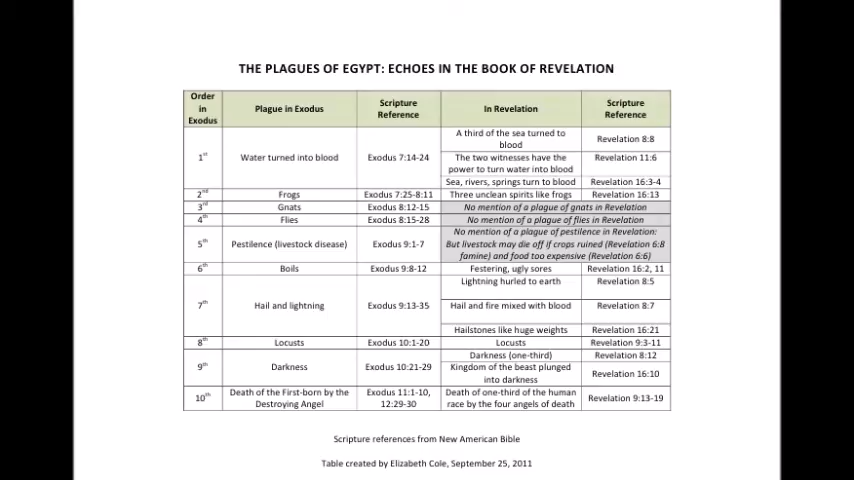 THE PLAGUES OF EGYPT: ECHOES IN THE BOOK OF REVELATION
Order in Exodus | Plague in Exodus | Scripture Reference | In Revelation | Scripture Reference
1st | Water turned into blood | Exodus 7:14-24 | A third of the sea turned to blood | Revelation 8:8
The two witnesses have the power to turn water into blood | Revelation 11:6
Sea, rivers, springs turn to blood | Revelation 16:3-4
2nd | Frogs | Exodus 7:25-8:11 | Three unclean spirits like frogs | Revelation 16:13
3rd | Gnats | Exodus 8:12-15 | No mention of a plague of gnats in Revelation
4th | Flies | Exodus 8:15-28 | No mention of a plague of flies in Revelation
5th | Pestilence (livestock disease) | Exodus 9:1-7 | No mention of a plague of pestilence in Revelation: But livestock may die off if crops ruined (Revelation 6:8 famine) and food too expensive (Revelation 6:6)
6th | Boils | Exodus 9:8-12 | Festering, ugly sores | Revelation 16:2, 11
7th | Hail and lightning | Exodus 9:13-35 | Lightning hurled to earth | Revelation 8:5
Hail and fire mixed with blood | Revelation 8:7
Hailstones like huge weights | Revelation 16:21
8th | Locusts | Exodus 10:1-20 | Locusts | Revelation 9:3-11
9th | Darkness | Exodus 10:21-29 | Darkness (one-third) | Revelation 8:12
Kingdom of the beast plunged into darkness | Revelation 16:10
10th | Death of the First-born by the Destroying Angel | Exodus 11:1-10, 12:29-30 | Death of one-third of the human race by the four angels of death | Revelation 9:13-19
Scripture references from New American Bible
Table created by Elizabeth Cole, September 25, 2011